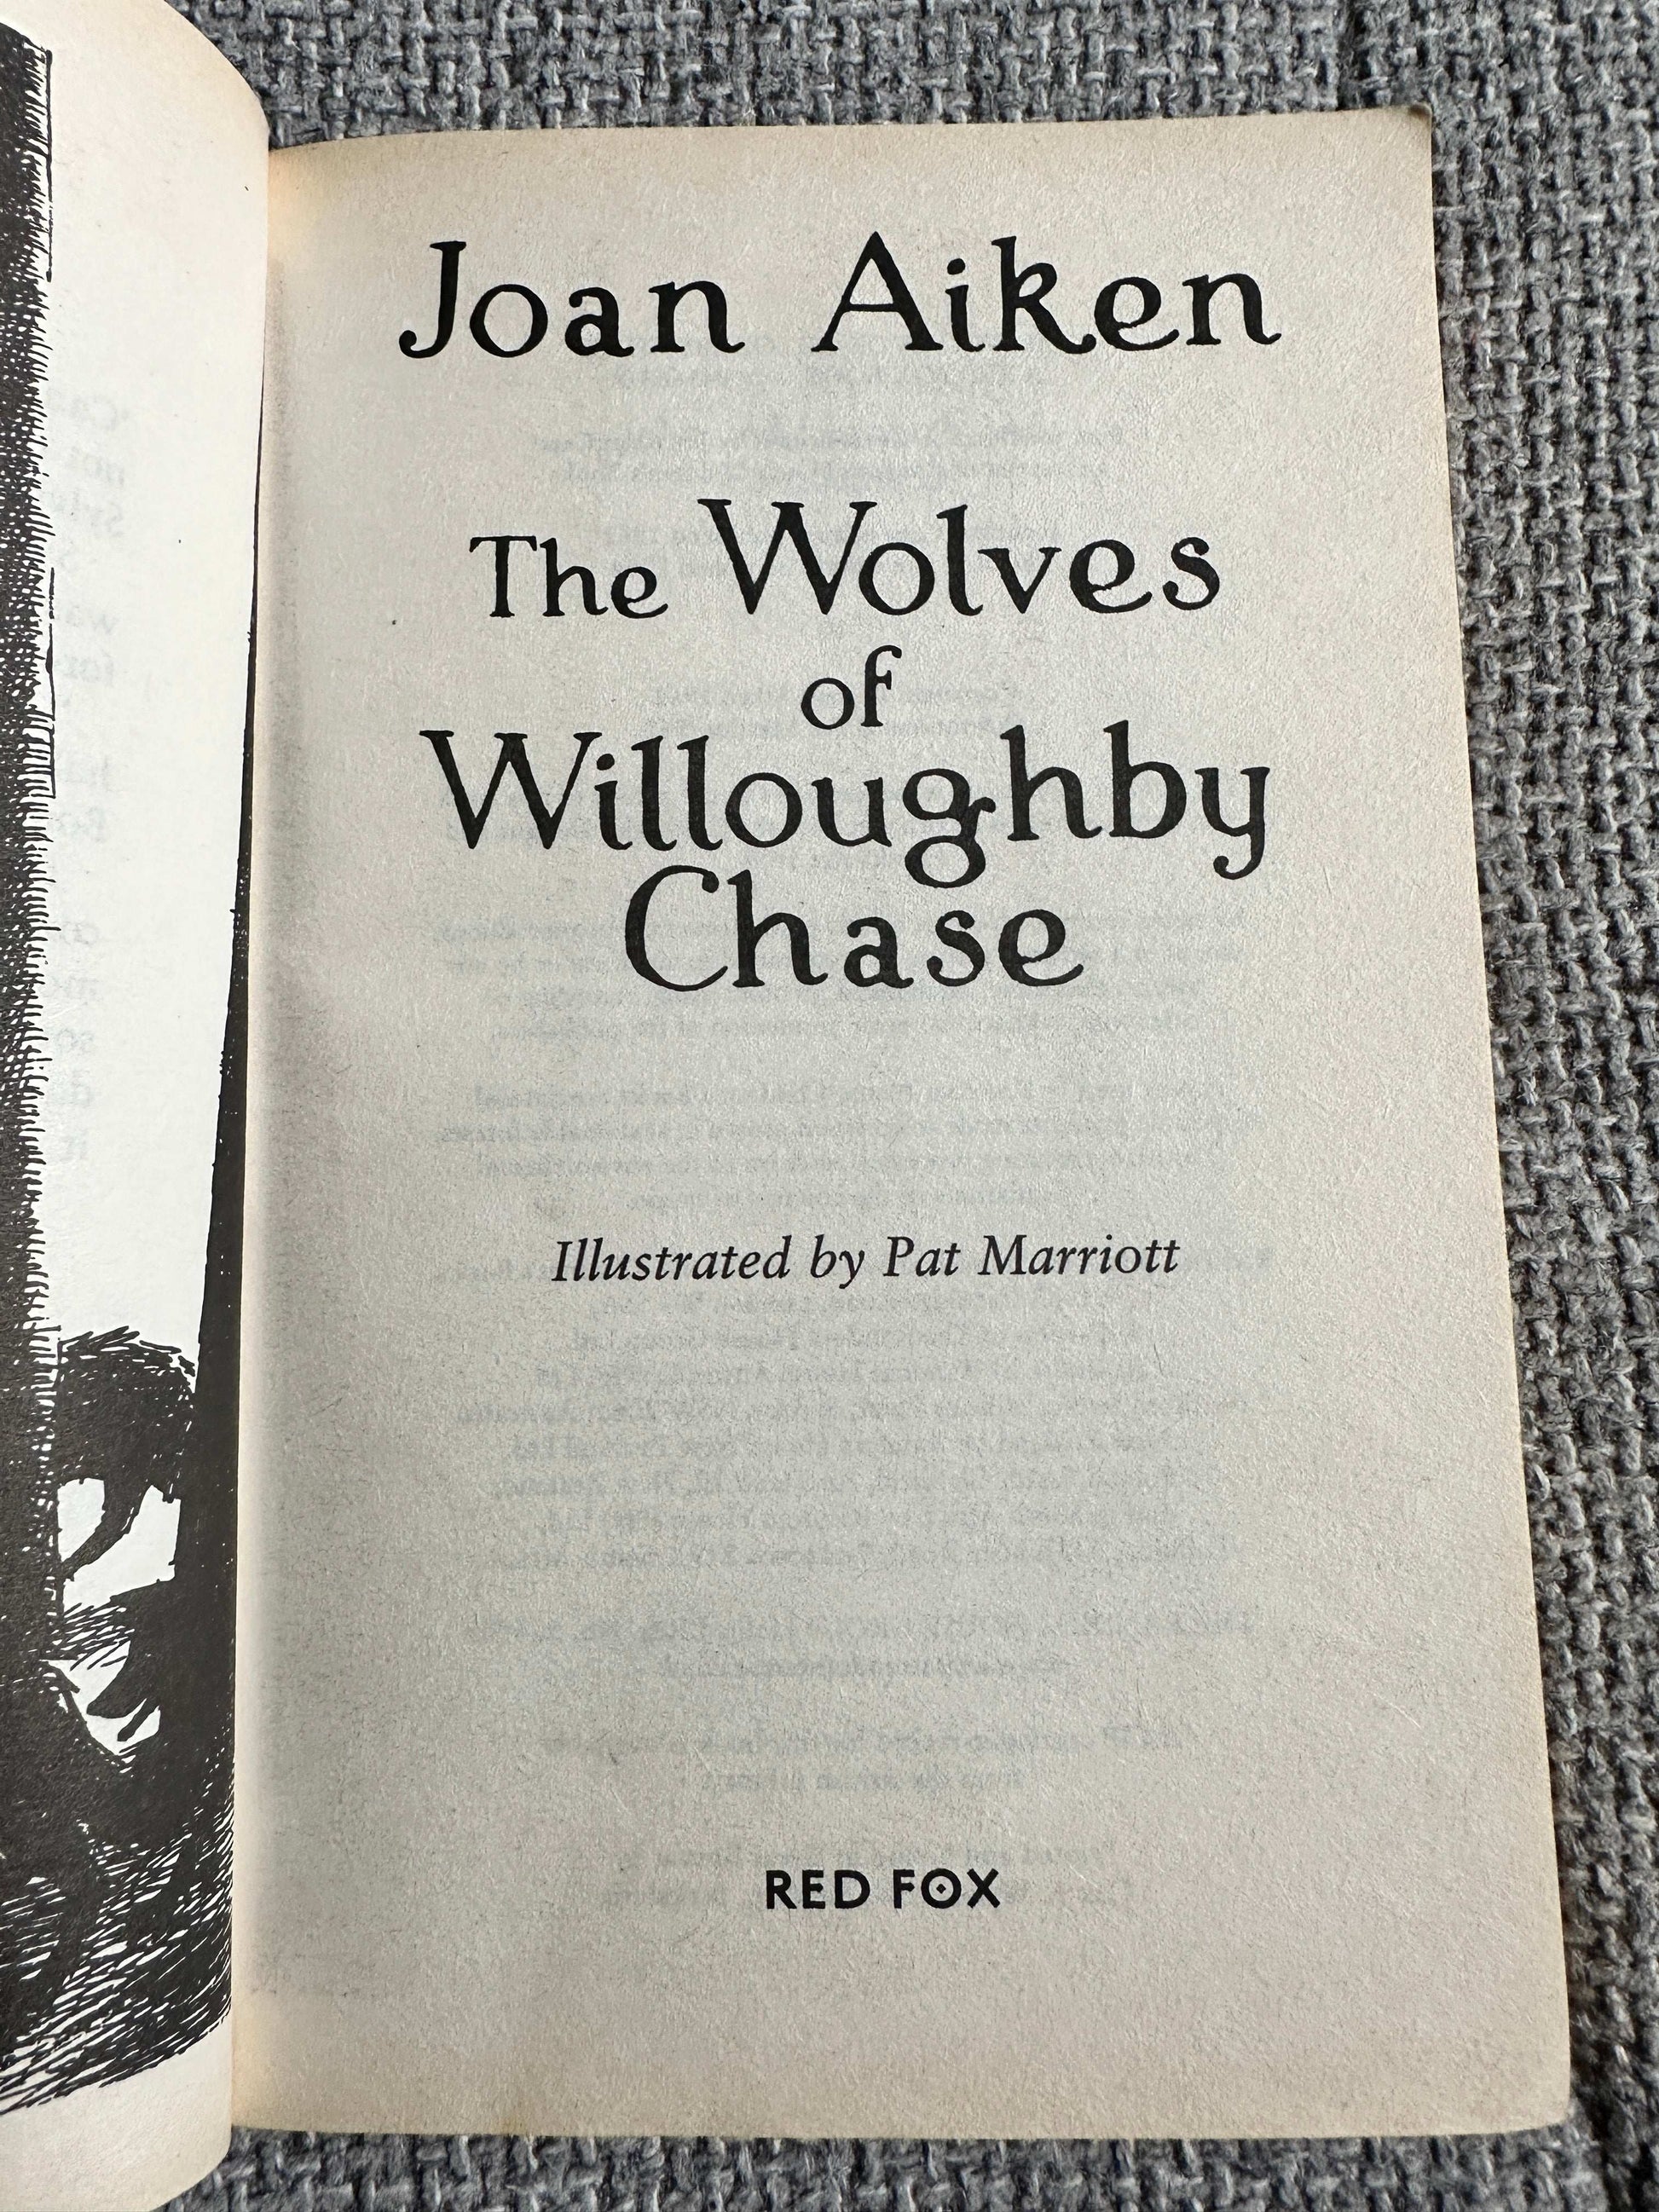 Joan Aiken
The Wolves
of
Willoughby
Chase
Illustrated by Pat Marriott
RED FOX